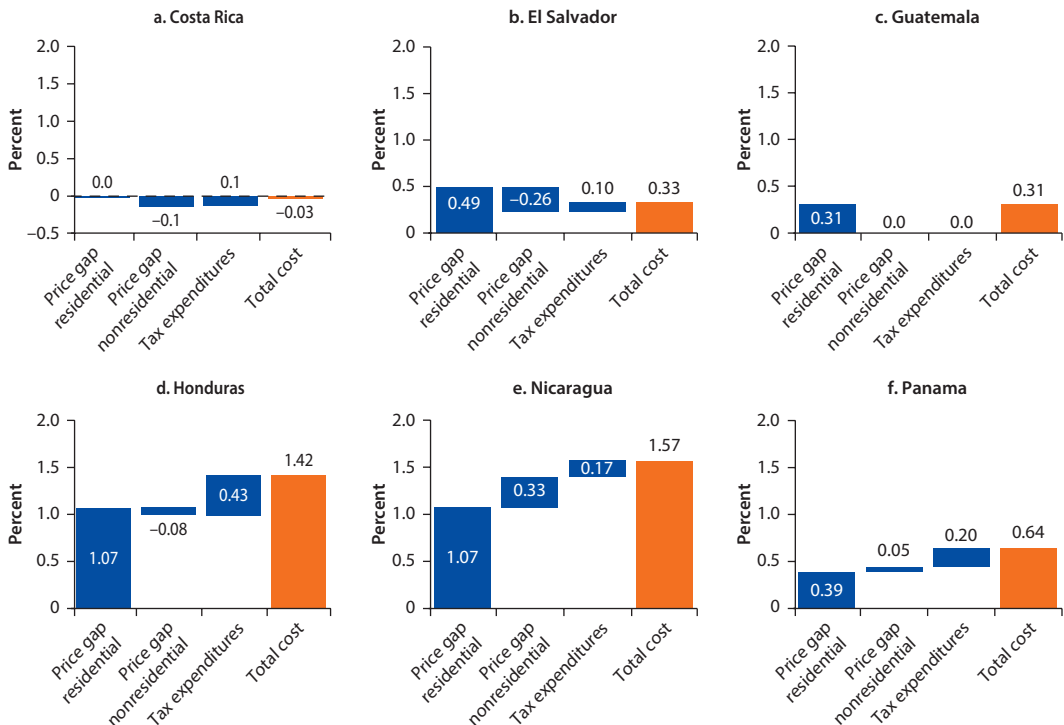 a. Costa Rica
Percent
2.0
1.5
1.0
0.5
0
–0.5
0.0
–0.1
0.1
–0.03
Price gap
residential
Price gap
nonresidential
Tax expenditures
Total cost
b. El Salvador
Percent
2.0
1.5
1.0
0.5
0
0.49
–0.26
0.10
0.33
Price gap
residential
Price gap
nonresidential
Tax expenditures
Total cost
c. Guatemala
Percent
2.0
1.5
1.0
0.5
0
0.31
0.0
0.0
0.31
Price gap
residential
Price gap
nonresidential
Tax expenditures
Total cost
d. Honduras
Percent
2.0
1.5
1.0
0.5
0
1.07
–0.08
0.43
1.42
Price gap
residential
Price gap
nonresidential
Tax expenditures
Total cost
e. Nicaragua
Percent
2.0
1.5
1.0
0.5
0
1.07
0.33
0.17
1.57
Price gap
residential
Price gap
nonresidential
Tax expenditures
Total cost
f. Panama
Percent
2.0
1.5
1.0
0.5
0
0.39
0.05
0.20
0.64
Price gap
residential
Price gap
nonresidential
Tax expenditures
Total cost